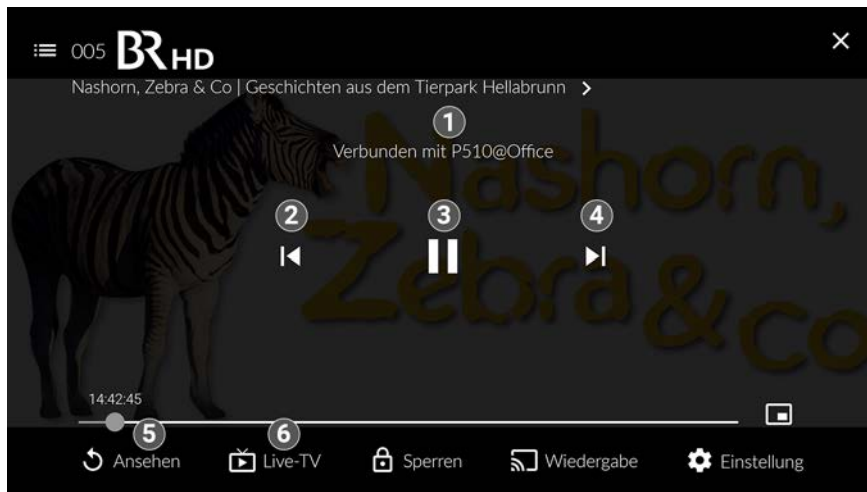 005 BR HD
Nashorn, Zebra & Co | Geschichten aus dem Tierpark Hellabrunn
1
Verbunden mit P510@Office
2 3 4
Nashorn,
Zebra & Co
14:42:45
5 6
Ansehen Live-TV Sperren Wiedergabe Einstellung